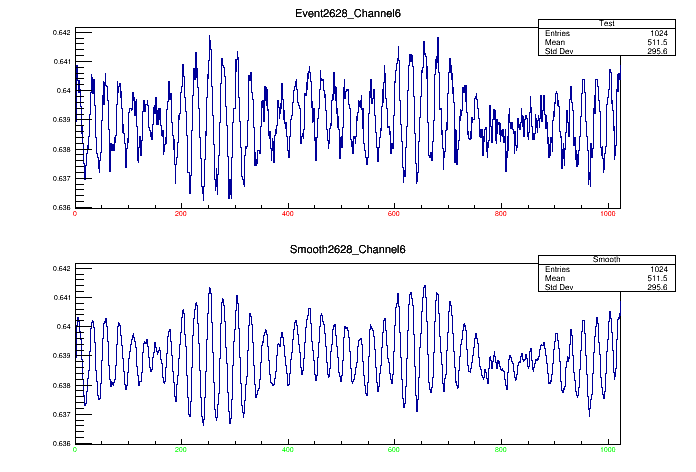 Event2628_Channel6
Test
Entries 1024
Mean 511.5
Std Dev 295.6
0.642
0.641
0.64
0.639
0.638
0.637
0.636
0 200 400 600 800 1000
Smooth2628_Channel6
Smooth
Entries 1024
Mean 511.5
Std Dev 295.6
0.642
0.641
0.64
0.639
0.638
0.637
0.636
0 200 400 600 800 1000